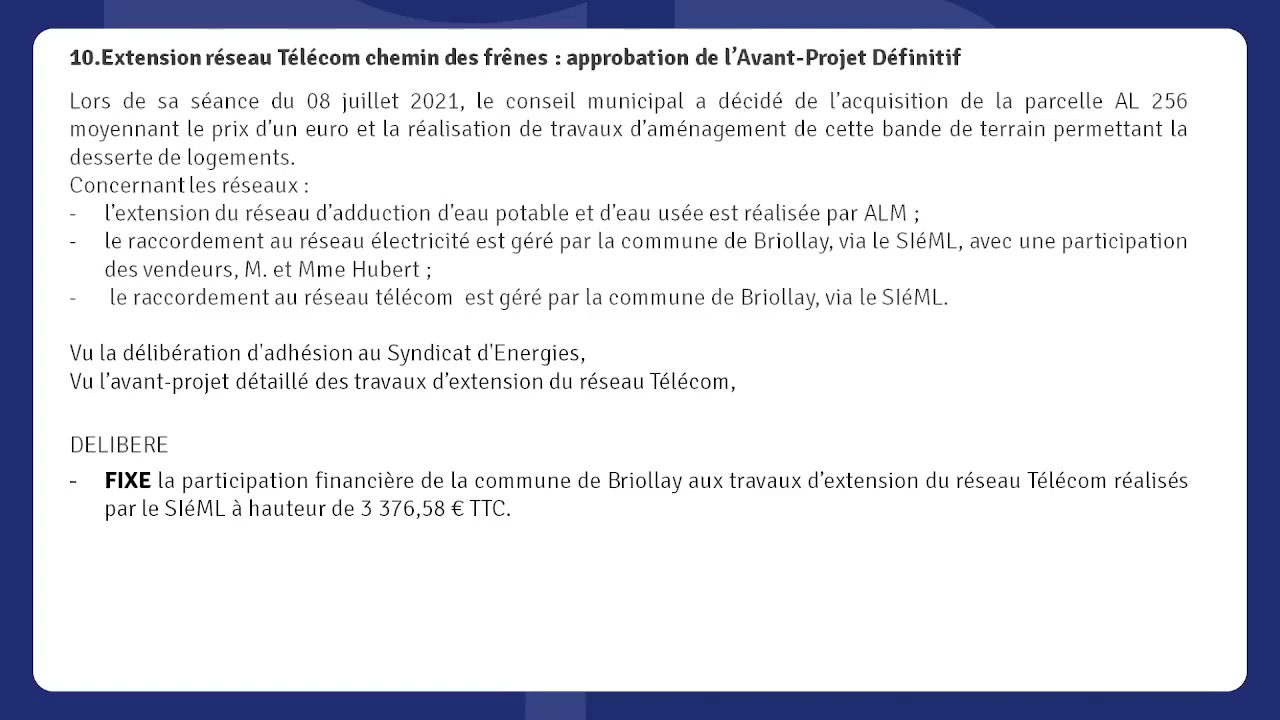 10.Extension réseau Télécom chemin des frênes : approbation de l’Avant-Projet Définitif
Lors de sa séance du 08 juillet 2021, le conseil municipal a décidé de l’acquisition de la parcelle AL 256
moyennant le prix d’un euro et la réalisation de travaux d’aménagement de cette bande de terrain permettant la
desserte de logements.
Concernant les réseaux :
- l’extension du réseau d’adduction d’eau potable et d’eau usée est réalisée par ALM ;
- le raccordement au réseau électricité est géré par la commune de Briollay, via le SIéML, avec une participation
des vendeurs, M. et Mme Hubert ;
- le raccordement au réseau télécom est géré par la commune de Briollay, via le SIéML.
Vu la délibération d'adhésion au Syndicat d'Energies,
Vu l’avant-projet détaillé des travaux d’extension du réseau Télécom,
DELIBERE
- FIXE la participation financière de la commune de Briollay aux travaux d’extension du réseau Télécom réalisés
par le SIéML à hauteur de 3 376,58 € TTC.